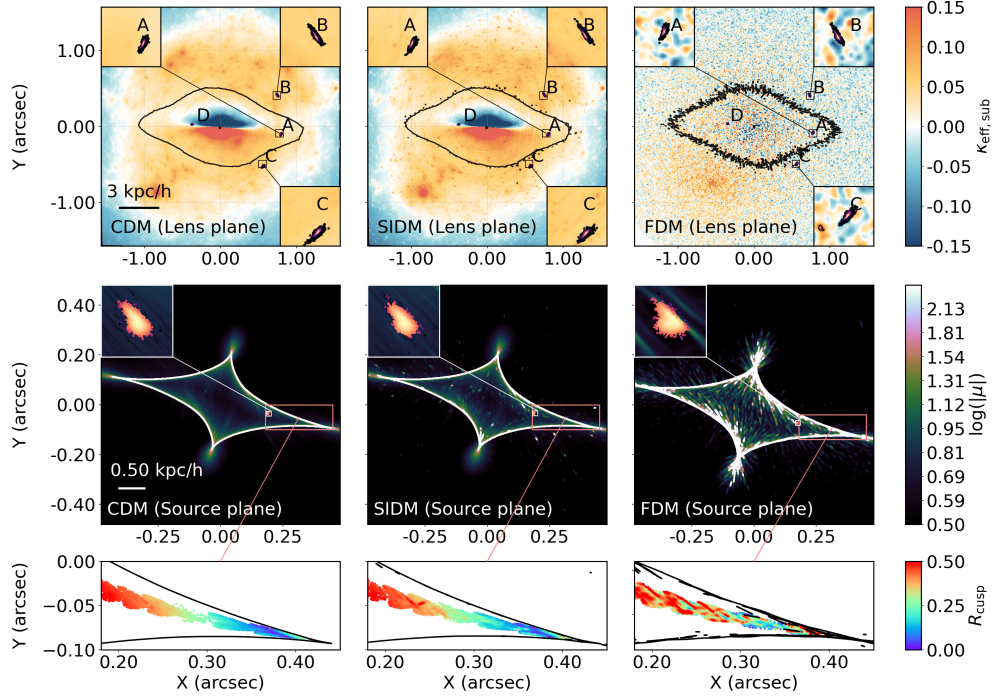 A
B
A
B
A
B
0.15
1.00
0.10
B
B
B
0.05
D
D
D
0.00
0.00
A
A
A
C
C
C
-0.05
3 kpc/h
C
C
C
-1.00
-0.10
CDM (Lens plane)
SIDM (Lens plane)
FDM (Lens plane)
-0.15
Y (arcsec)
κeff, sub
-1.00 0.00 1.00
-1.00 0.00 1.00
-1.00 0.00 1.00
0.40
2.13
1.81
0.20
1.54
1.31
0.00
1.12
0.95
-0.20
0.81
0.50 kpc/h
0.69
-0.40
0.59
CDM (Source plane)
SIDM (Source plane)
FDM (Source plane)
0.50
Y (arcsec)
log(|μ|)
-0.25 0.00 0.25
-0.25 0.00 0.25
-0.25 0.00 0.25
0.00
0.50
−0.05
0.25
−0.10
0.00
Y (arcsec)
Rcusp
0.20 0.30 0.40
0.20 0.30 0.40
0.20 0.30 0.40
X (arcsec)
X (arcsec)
X (arcsec)